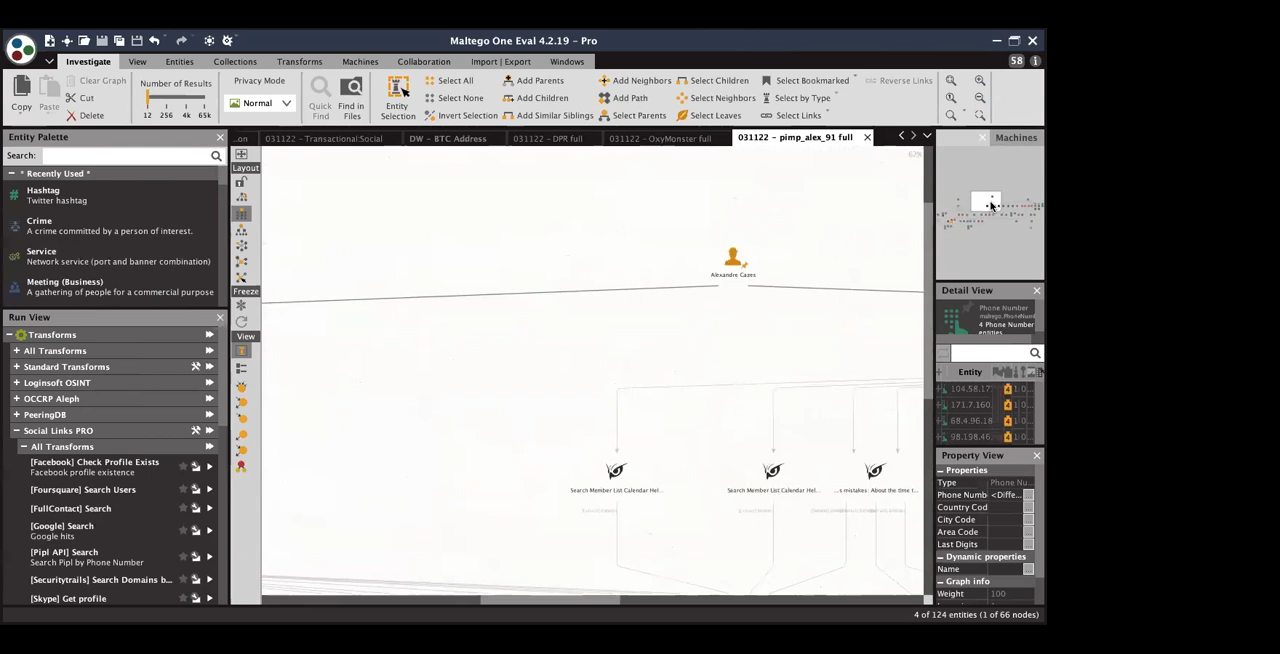 Maltego One Eval 4.2.19 - Pro
Investigate View Entities Collections Transforms Machines Collaboration Import | Export Windows
58
Copy
Paste
Clear Graph
Cut
Delete
Number of Results
12 256 4k 65k
Privacy Mode
Normal
Quick Find
Find in Files
Entity Selection
Select All
Select None
Invert Selection
Add Parents
Add Children
Add Similar Siblings
Add Neighbors
Add Path
Select Parents
Select Children
Select Neighbors
Select Leaves
Select Bookmarked
Select by Type
Select Links
Reverse Links
Entity Palette
Search:
* Recently Used *
Hashtag
Twitter hashtag
Crime
A crime committed by a person of interest.
Service
Network service (port and banner combination)
Meeting (Business)
A gathering of people for a commercial purpose
Run View
Transforms
All Transforms
Standard Transforms
Loginsoft OSINT
OCCRP Aleph
PeeringDB
Social Links PRO
All Transforms
[Facebook] Check Profile Exists
Facebook profile existence
[Foursquare] Search Users
[FullContact] Search
[Google] Search
Google hits
[Pipl API] Search
Search Pipl by Phone Number
[Securitytrails] Search Domains b...
[Skype] Get profile
...on 031122 - Transactional:Social DW - BTC Address 031122 - DPR full 031122 - OxyMonster full 031122 - pimp_alex_91 full
Layout
Freeze
View
67%
Alexandre Cazes
Search Member List Calendar Hel...
Search Member List Calendar Hel...
...s mistakes: About the time I...
Machines
Detail View
Phone Number
maltego.PhoneNum
4 Phone Number
entities
Entity
104.58.17
171.7.160.
68.4.96.18
98.198.46.
Property View
Properties
Type Phone Nu...
Phone Numb <Diffe...
Country Cod
City Code
Area Code
Last Digits
Dynamic properties
Name
Graph info
Weight 100
4 of 124 entities (1 of 66 nodes)